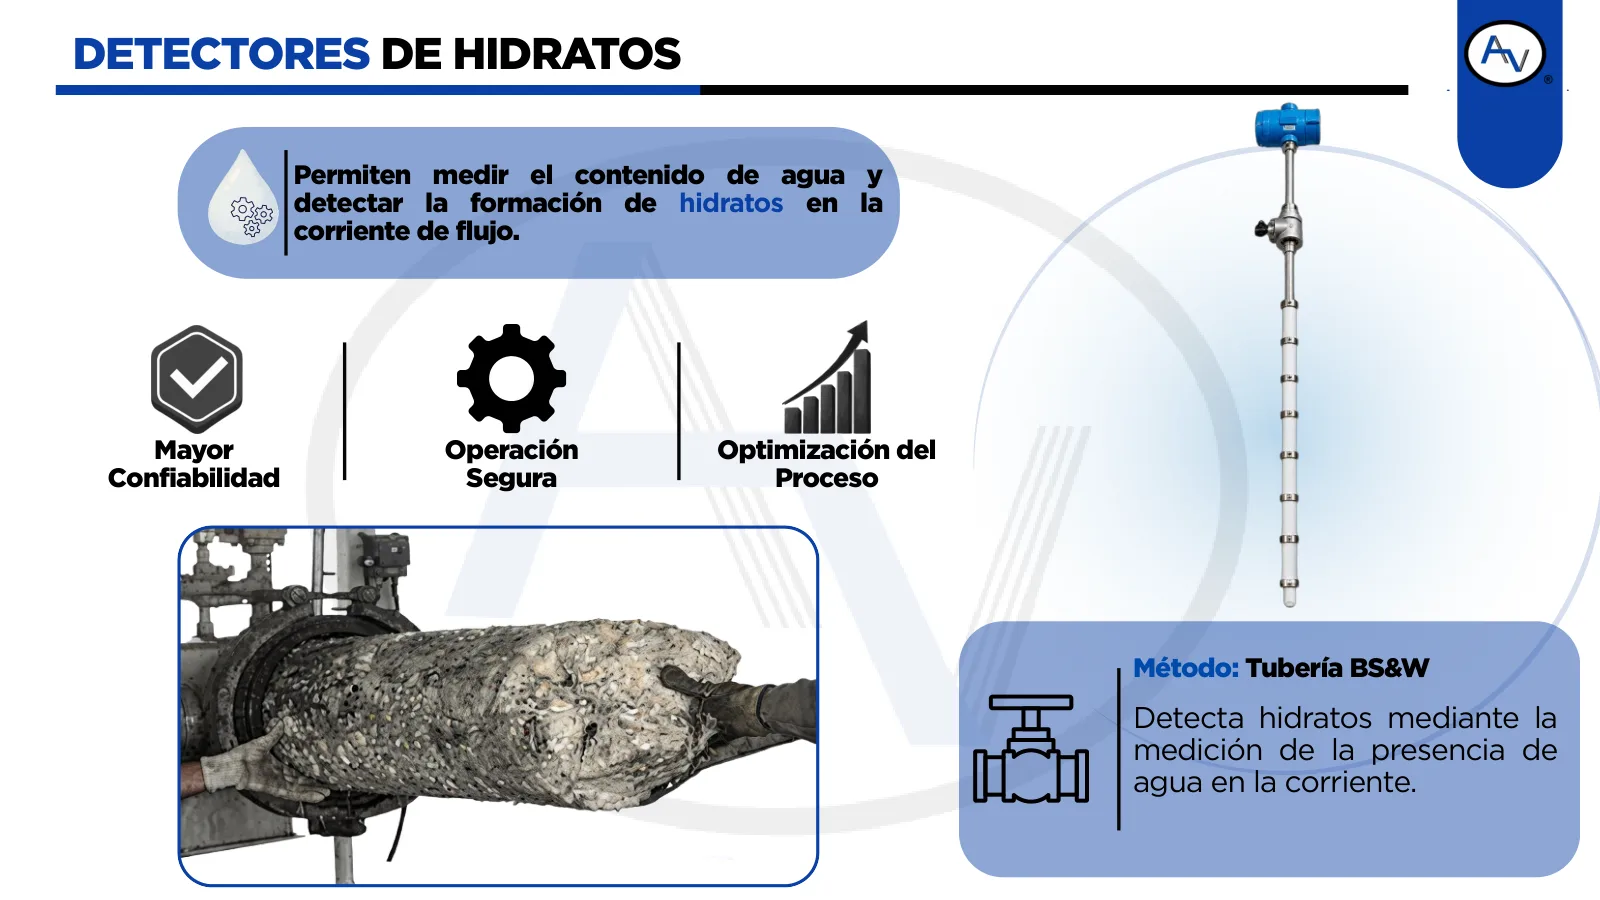 DETECTORES DE HIDRATOS
AV
®
Permiten medir el contenido de agua y
detectar la formación de hidratos en la
corriente de flujo.
Mayor
Confiabilidad
Operación
Segura
Optimización del
Proceso
Método: Tubería BS&W
Detecta hidratos mediante la
medición de la presencia de
agua en la corriente.